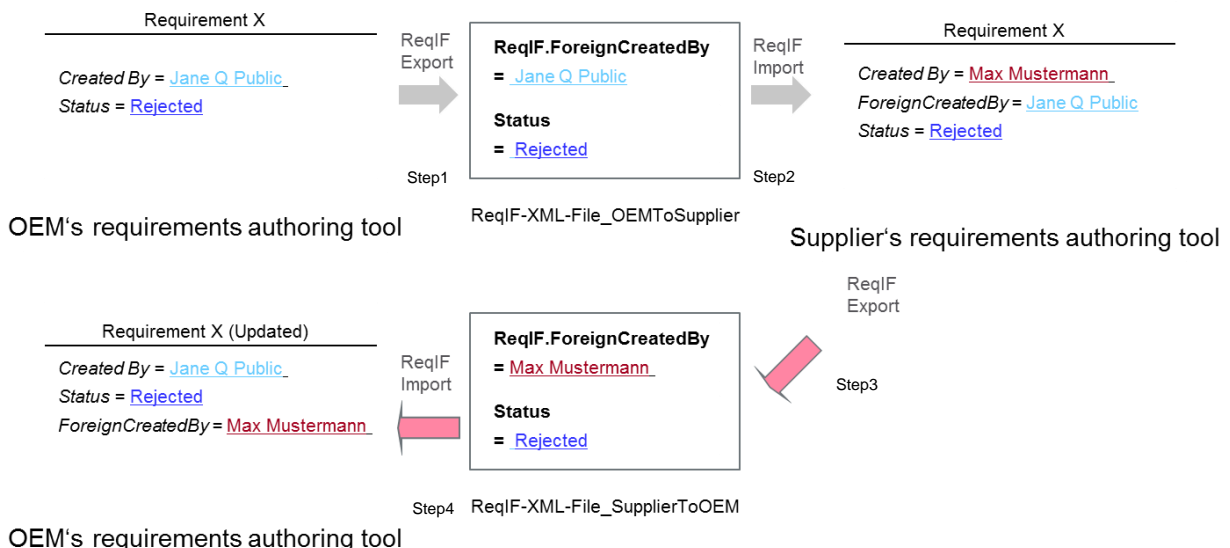 Requirement X
Created By = Jane Q Public
Status = Rejected
ReqIF
Export
Step1
ReqIF.ForeignCreatedBy
= Jane Q Public
Status
= Rejected
ReqIF-XML-File_OEMToSupplier
ReqIF
Import
Step2
Requirement X
Created By = Max Mustermann
ForeignCreatedBy = Jane Q Public
Status = Rejected
OEM‘s requirements authoring tool
Supplier‘s requirements authoring tool
ReqIF
Export
Step3
ReqIF.ForeignCreatedBy
= Max Mustermann
Status
= Rejected
ReqIF-XML-File_SupplierToOEM
ReqIF
Import
Step4
Requirement X (Updated)
Created By = Jane Q Public
Status = Rejected
ForeignCreatedBy = Max Mustermann
OEM‘s requirements authoring tool